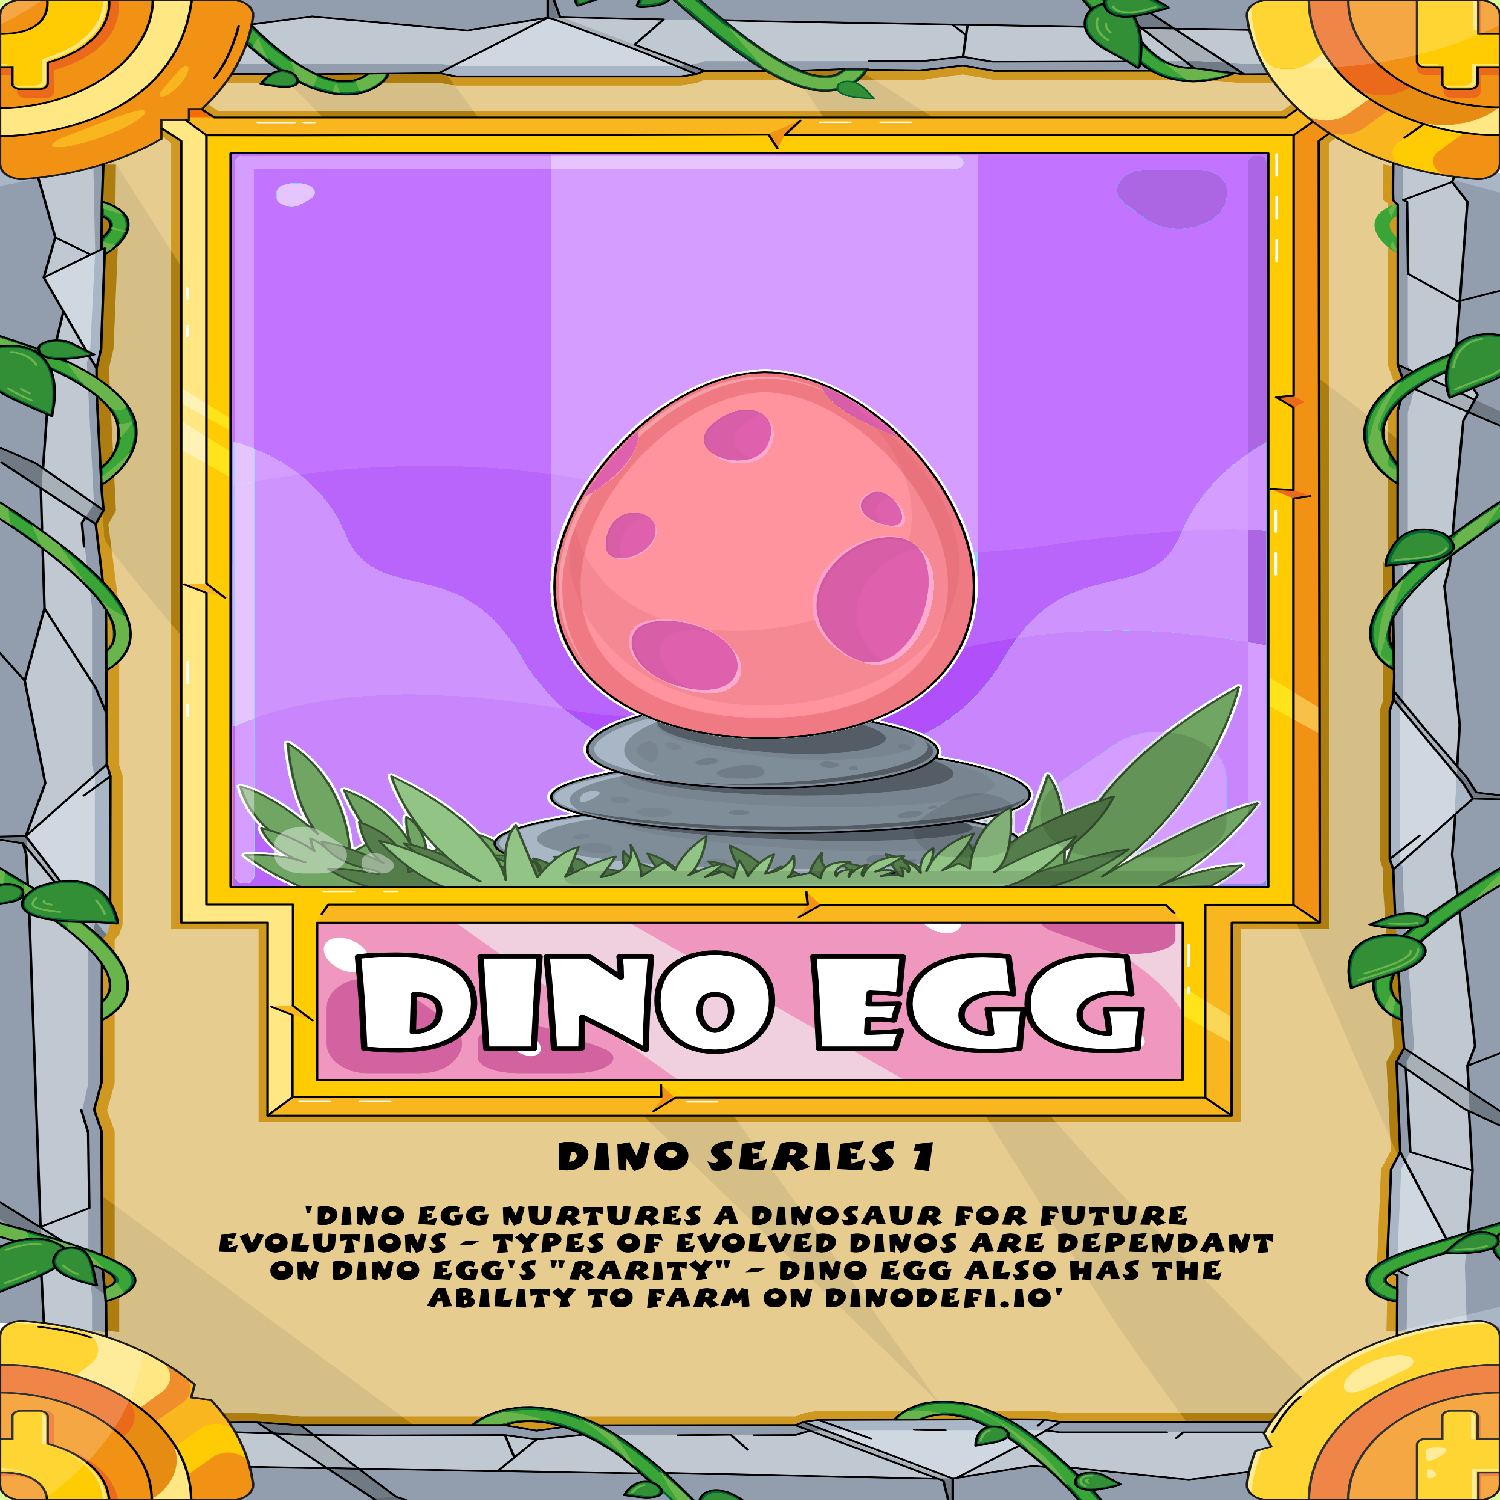 DINO EGG
DINO SERIES 1
'DINO EGG NURTURES A DINOSAUR FOR FUTURE
EVOLUTIONS - TYPES OF EVOLVED DINOS ARE DEPENDANT
ON DINO EGG'S "RARITY" - DINO EGG ALSO HAS THE
ABILITY TO FARM ON DINODEFI.IO'